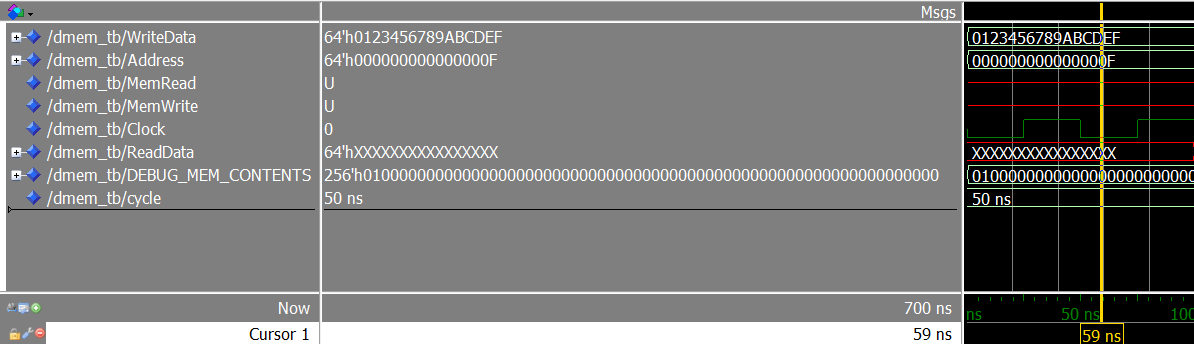 Msgs
/dmem_tb/WriteData 64'h0123456789ABCDEF 0123456789ABCDEF
/dmem_tb/Address 64'h000000000000000F 000000000000000F
/dmem_tb/MemRead U
/dmem_tb/MemWrite U
/dmem_tb/Clock 0
/dmem_tb/ReadData 64'hXXXXXXXXXXXXXXXX XXXXXXXXXXXXXXXX
/dmem_tb/DEBUG_MEM_CONTENTS 256'h0100000000000000000000000000000000000000000000000000000000000000 0100000000000000000000000
/dmem_tb/cycle 50 ns 50 ns
Now 700 ns ns 50 ns 100
Cursor 1 59 ns 59 ns